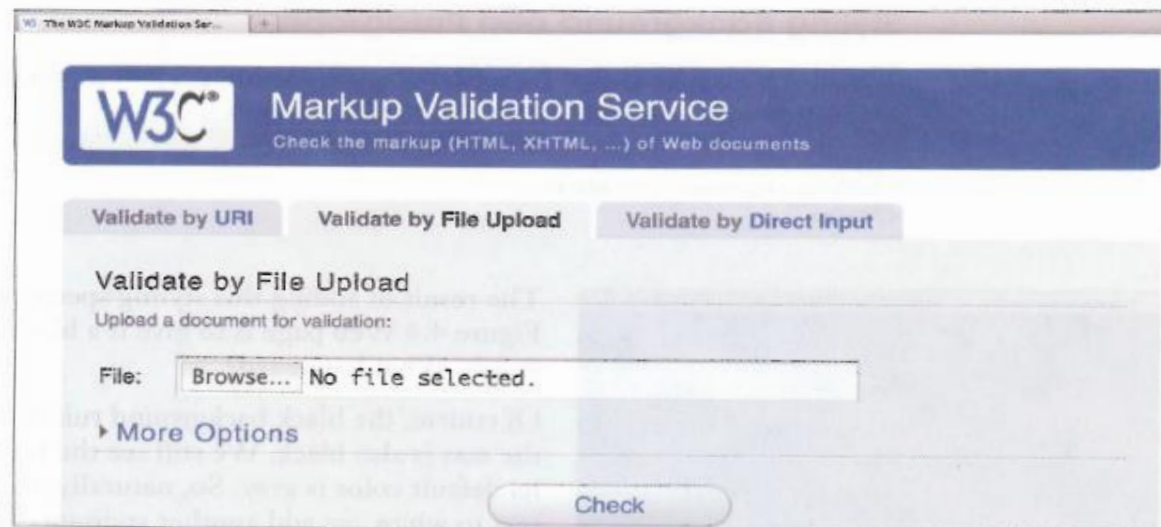 The W3C Markup Validation Ser...
+
W3C®
Markup Validation Service
Check the markup (HTML, XHTML, ...) of Web documents
Validate by URI
Validate by File Upload
Validate by Direct Input
Validate by File Upload
Upload a document for validation:
File: Browse... No file selected.
More Options
Check